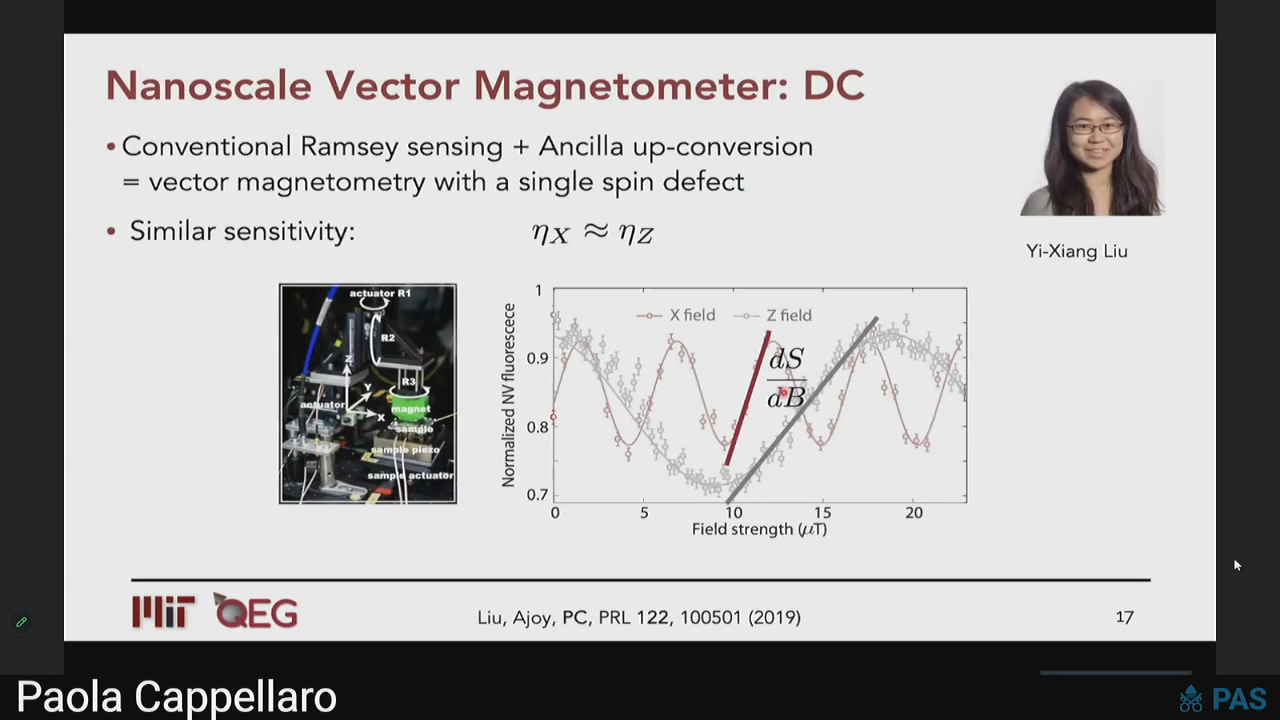 Nanoscale Vector Magnetometer: DC
• Conventional Ramsey sensing + Ancilla up-conversion
= vector magnetometry with a single spin defect
• Similar sensitivity:
ηX ≈ ηZ
Yi-Xiang Liu
actuator R1
R2
Z
R3
Y
actuator
magnet
X
sample
sample piezo
sample actuator
Normalized NV fluorescece
1
0.9
0.8
0.7
X field
Z field
dS
dB
0
5
10
15
20
Field strength (μT)
MIT
QEG
Liu, Ajoy, PC, PRL 122, 100501 (2019)
17
Paola Cappellaro
PAS